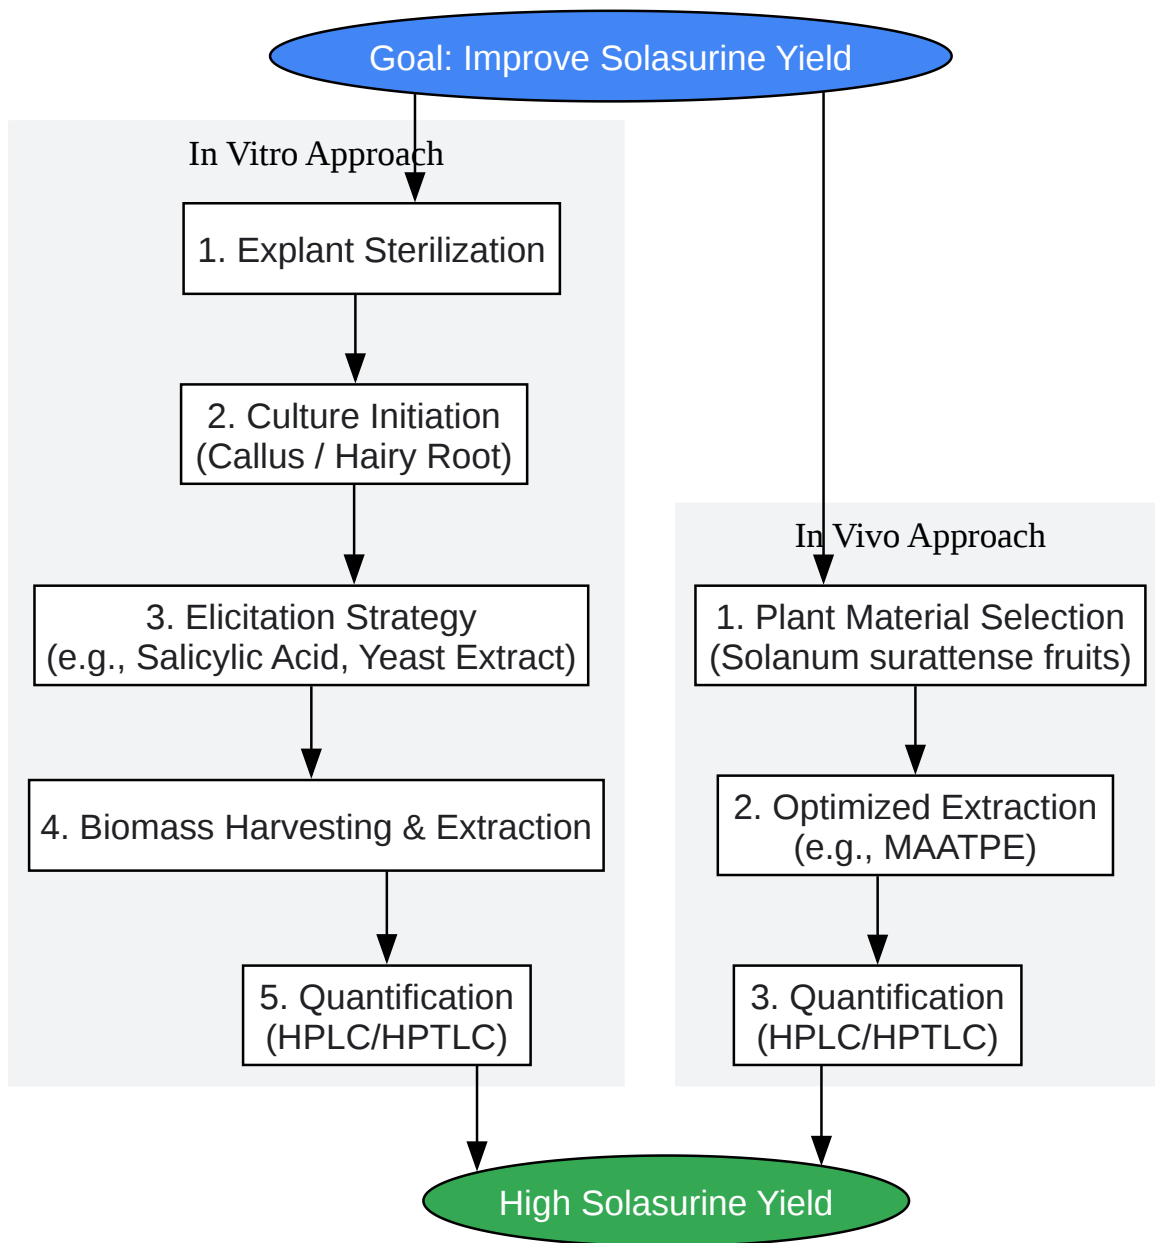 Goal: Improve Solasurine Yield
In Vitro Approach
1. Explant Sterilization
2. Culture Initiation
(Callus / Hairy Root)
3. Elicitation Strategy
(e.g., Salicylic Acid, Yeast Extract)
4. Biomass Harvesting & Extraction
5. Quantification
(HPLC/HPTLC)
In Vivo Approach
1. Plant Material Selection
(Solanum surattense fruits)
2. Optimized Extraction
(e.g., MAATPE)
3. Quantification
(HPLC/HPTLC)
High Solasurine Yield